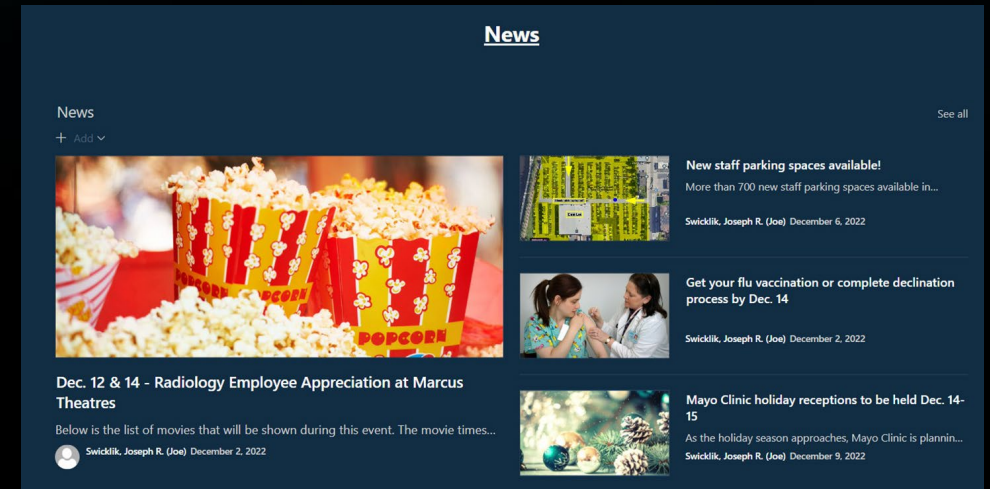 News
News
See all
+ Add
POPCORN
POPCORN
POPCORN
Dec. 12 & 14 - Radiology Employee Appreciation at Marcus
Theatres
Below is the list of movies that will be shown during this event. The movie times...
Swicklik, Joseph R. (Joe) December 2, 2022
New staff parking spaces available!
More than 700 new staff parking spaces available in...
Swicklik, Joseph R. (Joe) December 6, 2022
Get your flu vaccination or complete declination
process by Dec. 14
Swicklik, Joseph R. (Joe) December 2, 2022
Mayo Clinic holiday receptions to be held Dec. 14-
15
As the holiday season approaches, Mayo Clinic is plannin...
Swicklik, Joseph R. (Joe) December 9, 2022